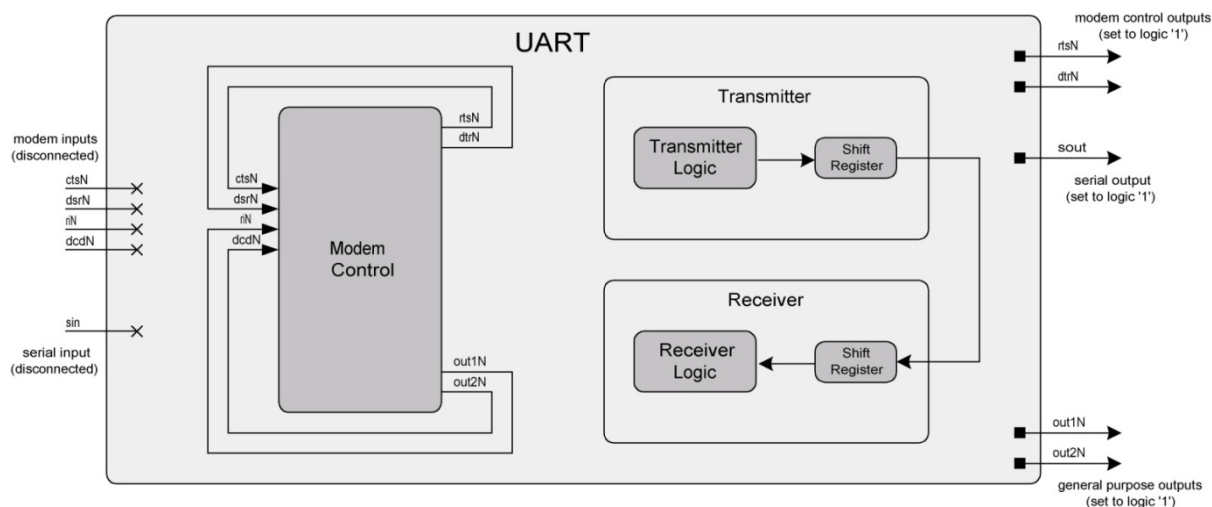 UART
modem control outputs
(set to logic '1')
rtsN
dtrN
sout
serial output
(set to logic '1')
out1N
out2N
general purpose outputs
(set to logic '1')
modem inputs
(disconnected)
ctsN
dsrN
riN
dcdN
sin
serial input
(disconnected)
rtsN
dtrN
ctsN
dsrN
riN
dcdN
Modem
Control
out1N
out2N
Transmitter
Transmitter
Logic
Shift
Register
Receiver
Receiver
Logic
Shift
Register